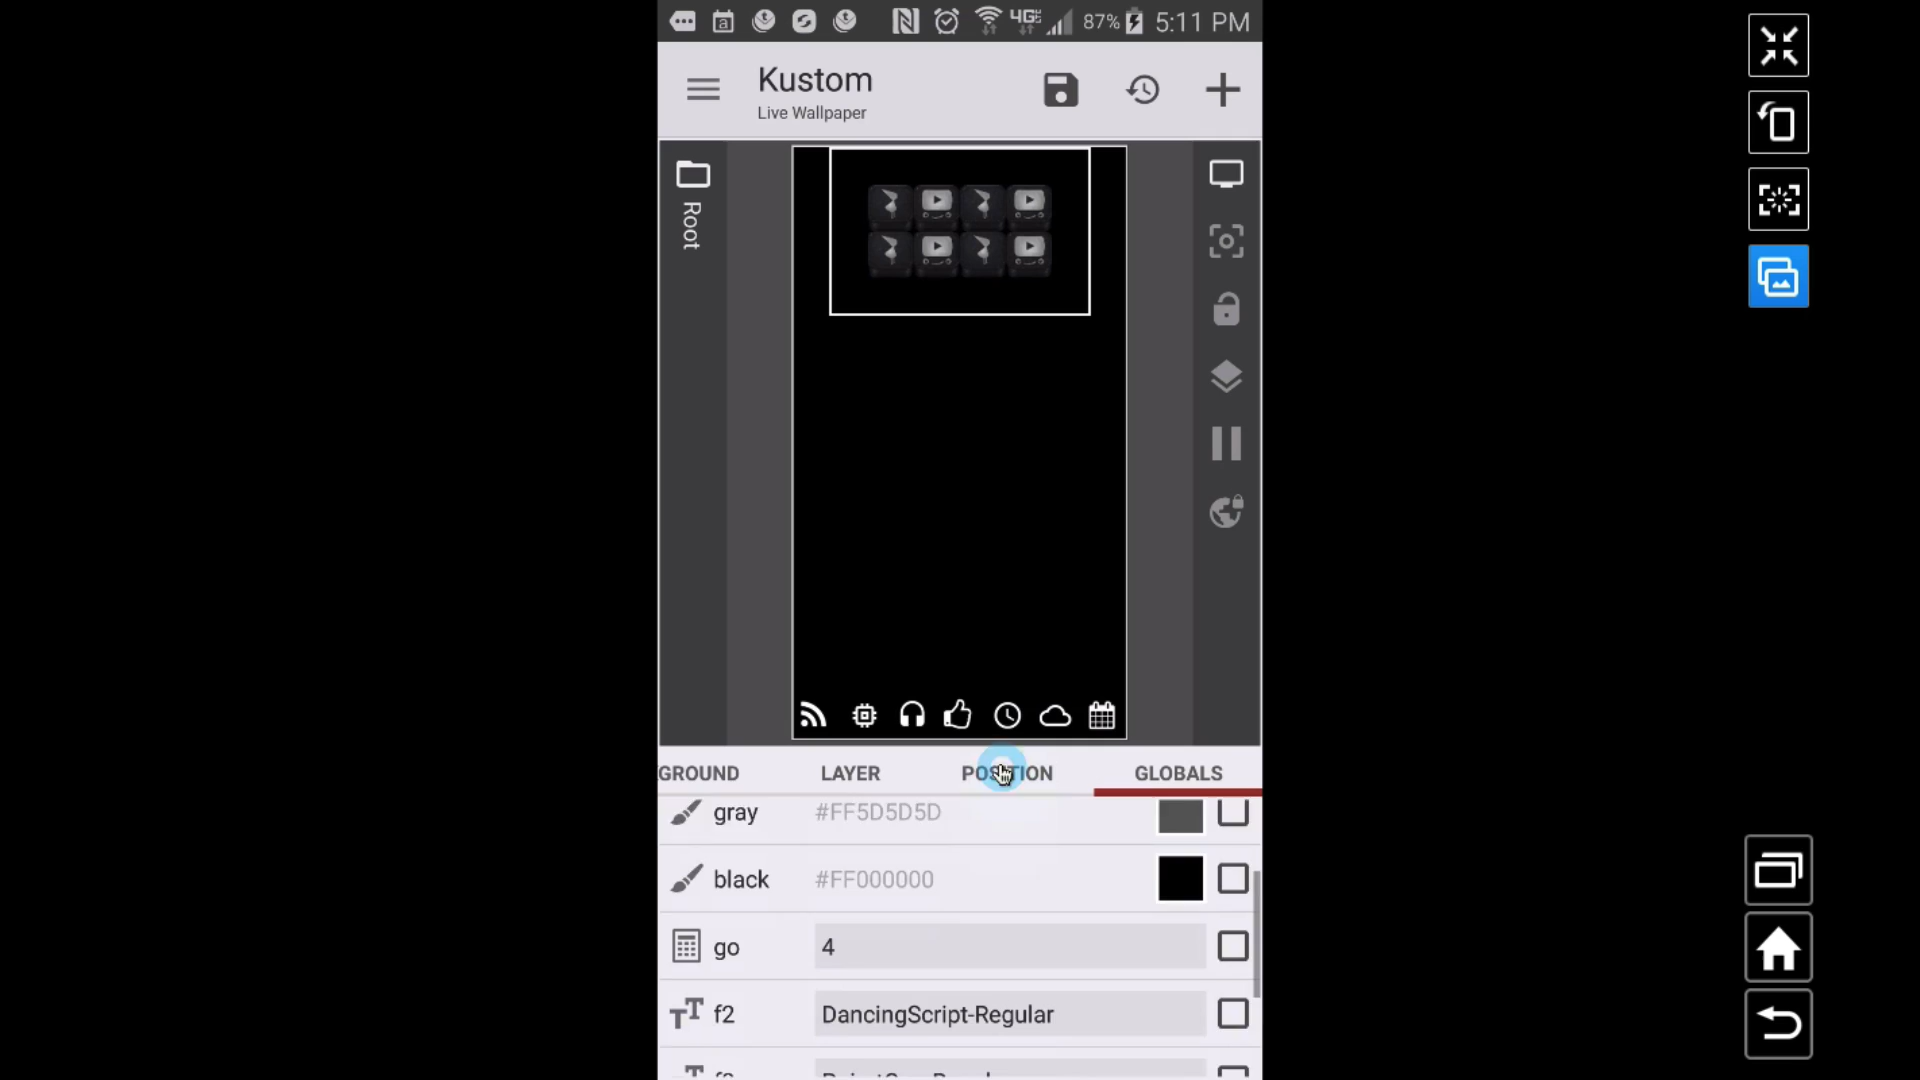 4G 87% 5:11 PM
Kustom
Live Wallpaper
Root
GROUND LAYER POSITION GLOBALS
gray #FF5D5D5D
black #FF000000
go 4
f2 DancingScript-Regular